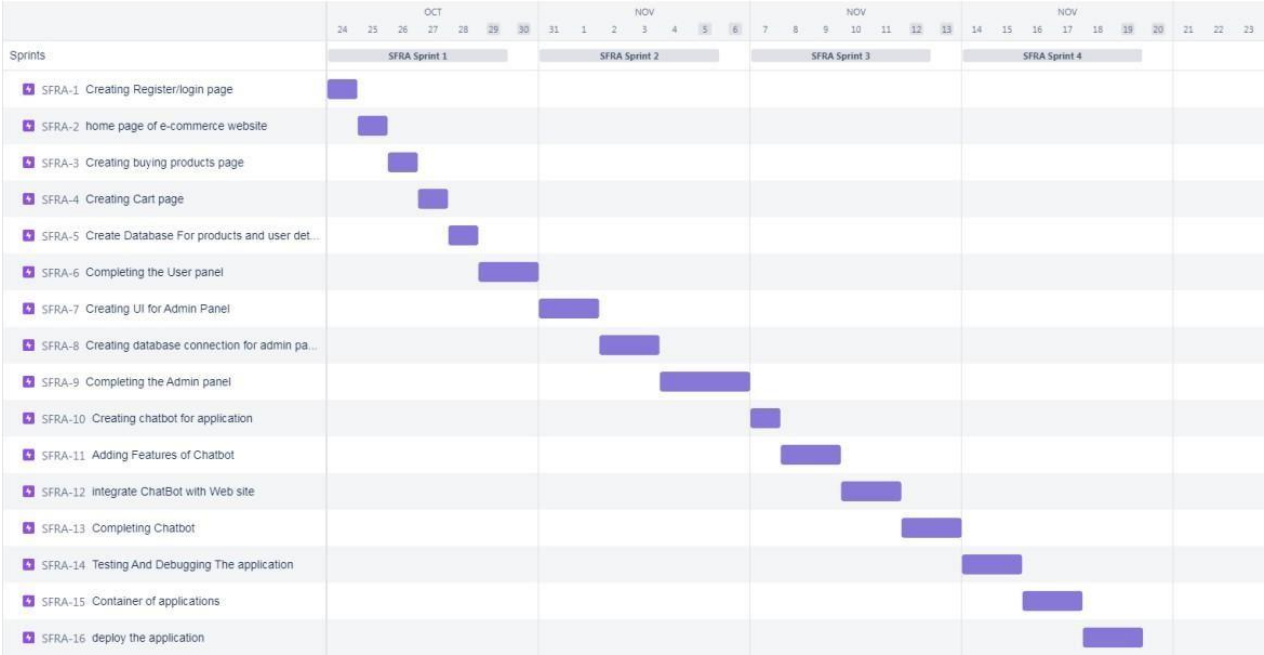 OCT NOV NOV NOV
24 25 26 27 28 29 30 31 1 2 3 4 5 6 7 8 9 10 11 12 13 14 15 16 17 18 19 20 21 22 23
Sprints SFRA Sprint 1 SFRA Sprint 2 SFRA Sprint 3 SFRA Sprint 4
SFRA-1 Creating Register/login page
SFRA-2 home page of e-commerce website
SFRA-3 Creating buying products page
SFRA-4 Creating Cart page
SFRA-5 Create Database For products and user det...
SFRA-6 Completing the User panel
SFRA-7 Creating UI for Admin Panel
SFRA-8 Creating database connection for admin pa...
SFRA-9 Completing the Admin panel
SFRA-10 Creating chatbot for application
SFRA-11 Adding Features of Chatbot
SFRA-12 integrate ChatBot with Web site
SFRA-13 Completing Chatbot
SFRA-14 Testing And Debugging The application
SFRA-15 Container of applications
SFRA-16 deploy the application